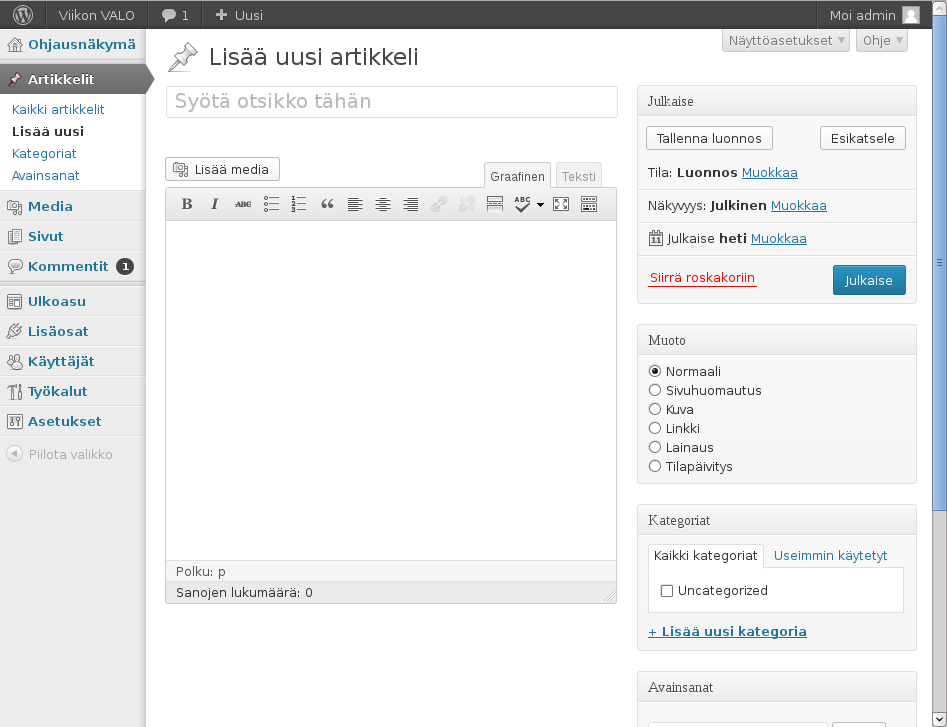 Viikon VALO 1 Uusi Moi admin
Ohjausnäkymä
Artikkelit
Kaikki artikkelit
Lisää uusi
Kategoriat
Avainsanat
Media
Sivut
Kommentit 1
Ulkoasu
Lisäosat
Käyttäjät
Työkalut
Asetukset
Piilota valikko
Näyttöasetukset Ohje
Lisää uusi artikkeli
Syötä otsikko tähän
Lisää media
Graafinen Teksti
B I ABC ABC
Polku: p
Sanojen lukumäärä: 0
Julkaise
Tallenna luonnos Esikatsele
Tila: Luonnos Muokkaa
Näkyvyys: Julkinen Muokkaa
11 Julkaise heti Muokkaa
Siirrä roskakoriin Julkaise
Muoto
Normaali
Sivuhuomautus
Kuva
Linkki
Lainaus
Tilapäivitys
Kategoriat
Kaikki kategoriat Useimmin käytetyt
Uncategorized
+ Lisää uusi kategoria
Avainsanat